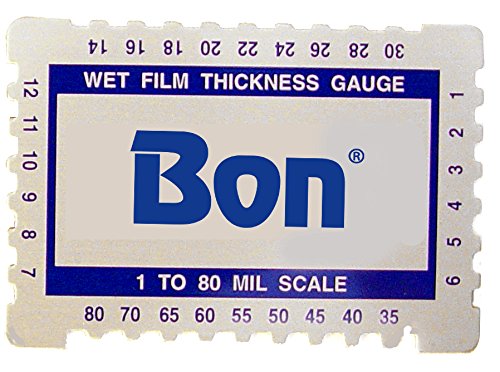 14 16 18 20 22 24 26 28 30
WET FILM THICKNESS GAUGE
12 11 10 9 8 7
Bon®
1 2 3 4 5 6
1 TO 80 MIL SCALE
80 70 65 60 55 50 45 40 35